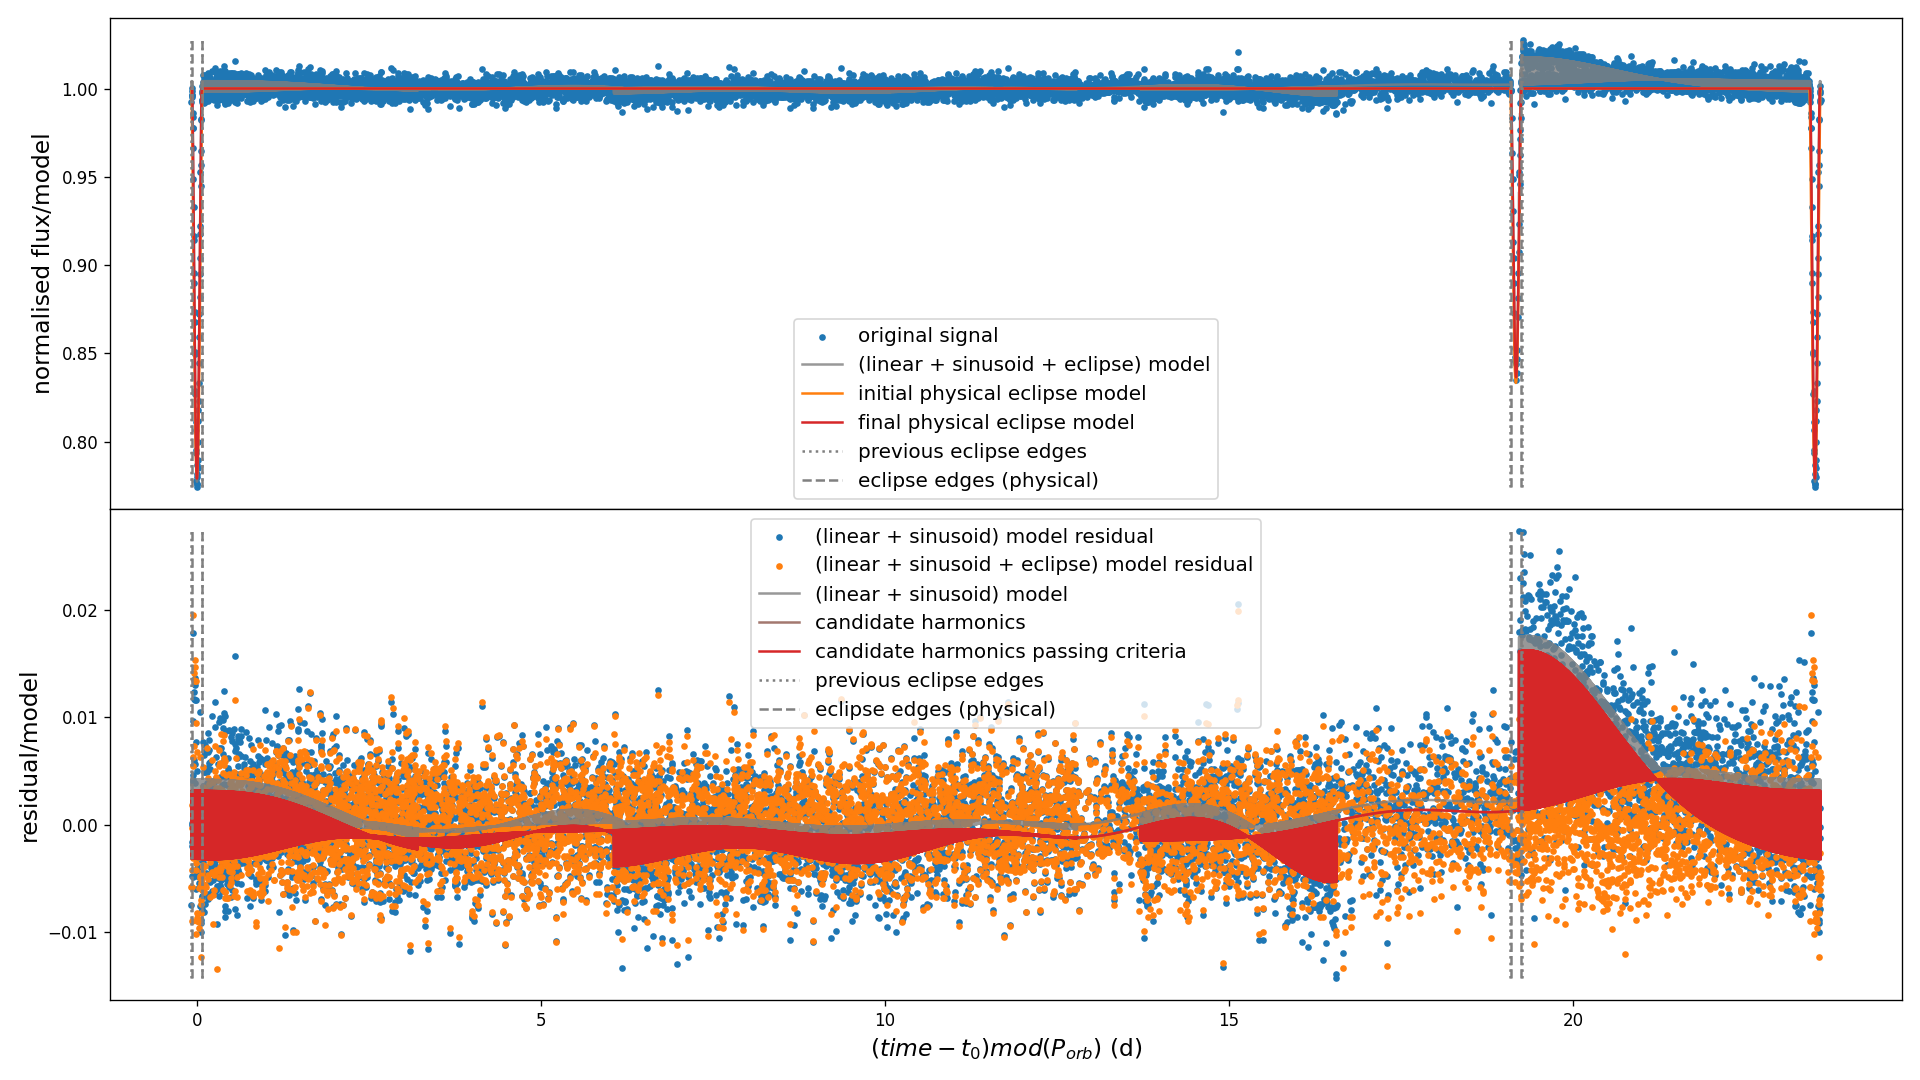 normalised flux/model
1.00
0.95
0.90
0.85
0.80
original signal
(linear + sinusoid + eclipse) model
initial physical eclipse model
final physical eclipse model
previous eclipse edges
eclipse edges (physical)
residual/model
0.02
0.01
0.00
−0.01
(linear + sinusoid) model residual
(linear + sinusoid + eclipse) model residual
(linear + sinusoid) model
candidate harmonics
candidate harmonics passing criteria
previous eclipse edges
eclipse edges (physical)
0 5 10 15 20
(time − t₀)mod(P_orb) (d)